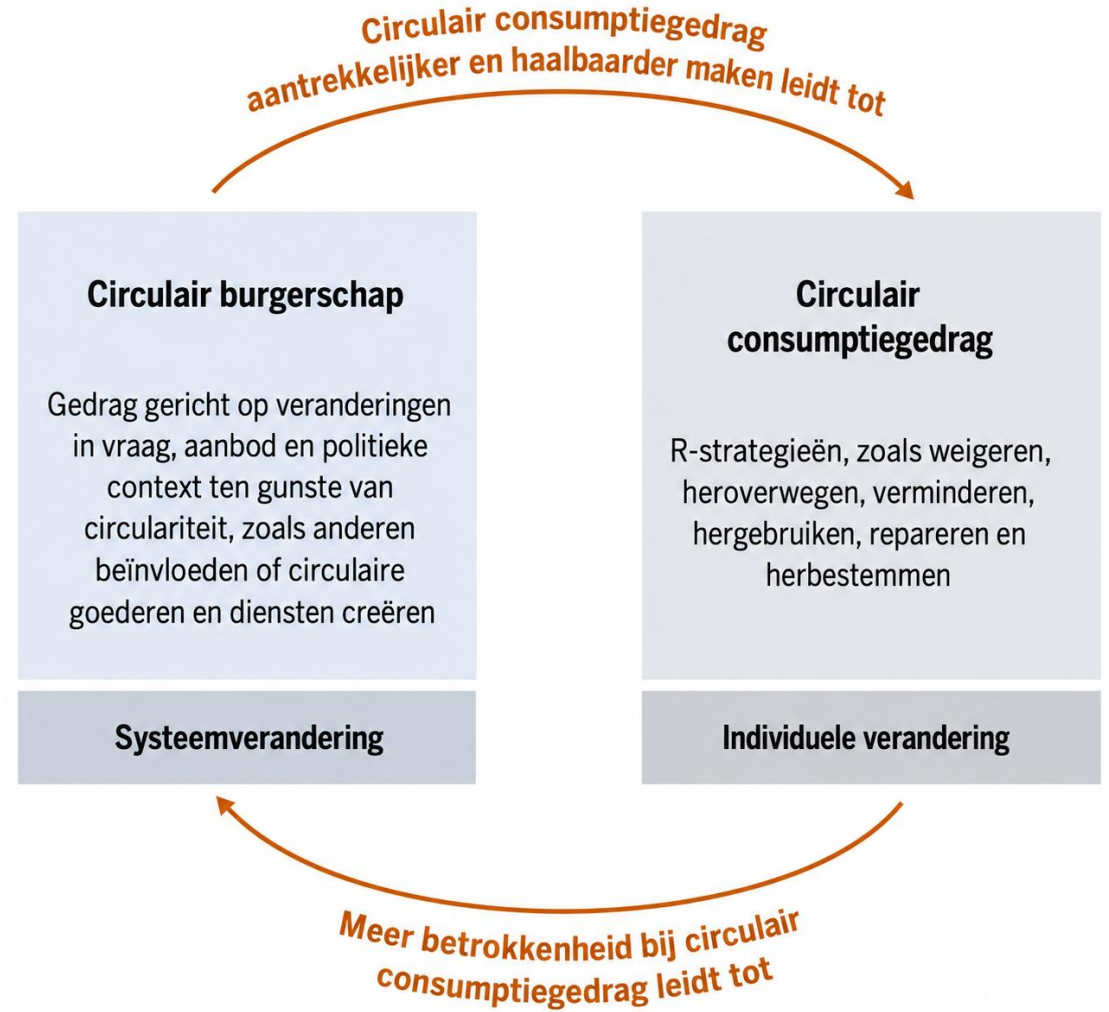 Circulair consumptiegedrag
aantrekkelijker en haalbaarder maken leidt tot
Circulair burgerschap
Gedrag gericht op veranderingen
in vraag, aanbod en politieke
context ten gunste van
circulariteit, zoals anderen
beïnvloeden of circulaire
goederen en diensten creëren
Systeemverandering
Circulair
consumptiegedrag
R-strategieën, zoals weigeren,
heroverwegen, verminderen,
hergebruiken, repareren en
herbestemmen
Individuele verandering
Meer betrokkenheid bij circulair
consumptiegedrag leidt tot